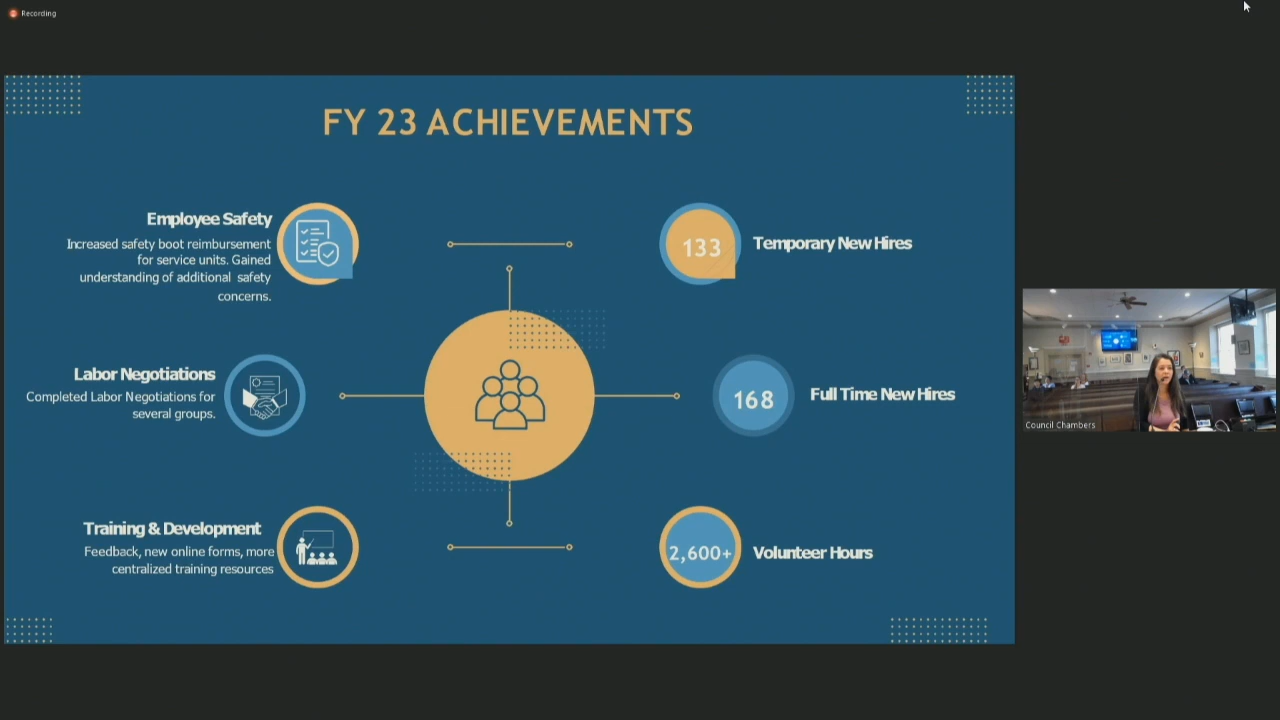 Recording
FY 23 ACHIEVEMENTS
Employee Safety
Increased safety boot reimbursement
for service units. Gained
understanding of additional safety
concerns.
133
Temporary New Hires
Labor Negotiations
Completed Labor Negotiations for
several groups.
168
Full Time New Hires
Training & Development
Feedback, new online forms, more
centralized training resources
2,600+
Volunteer Hours
Council Chambers